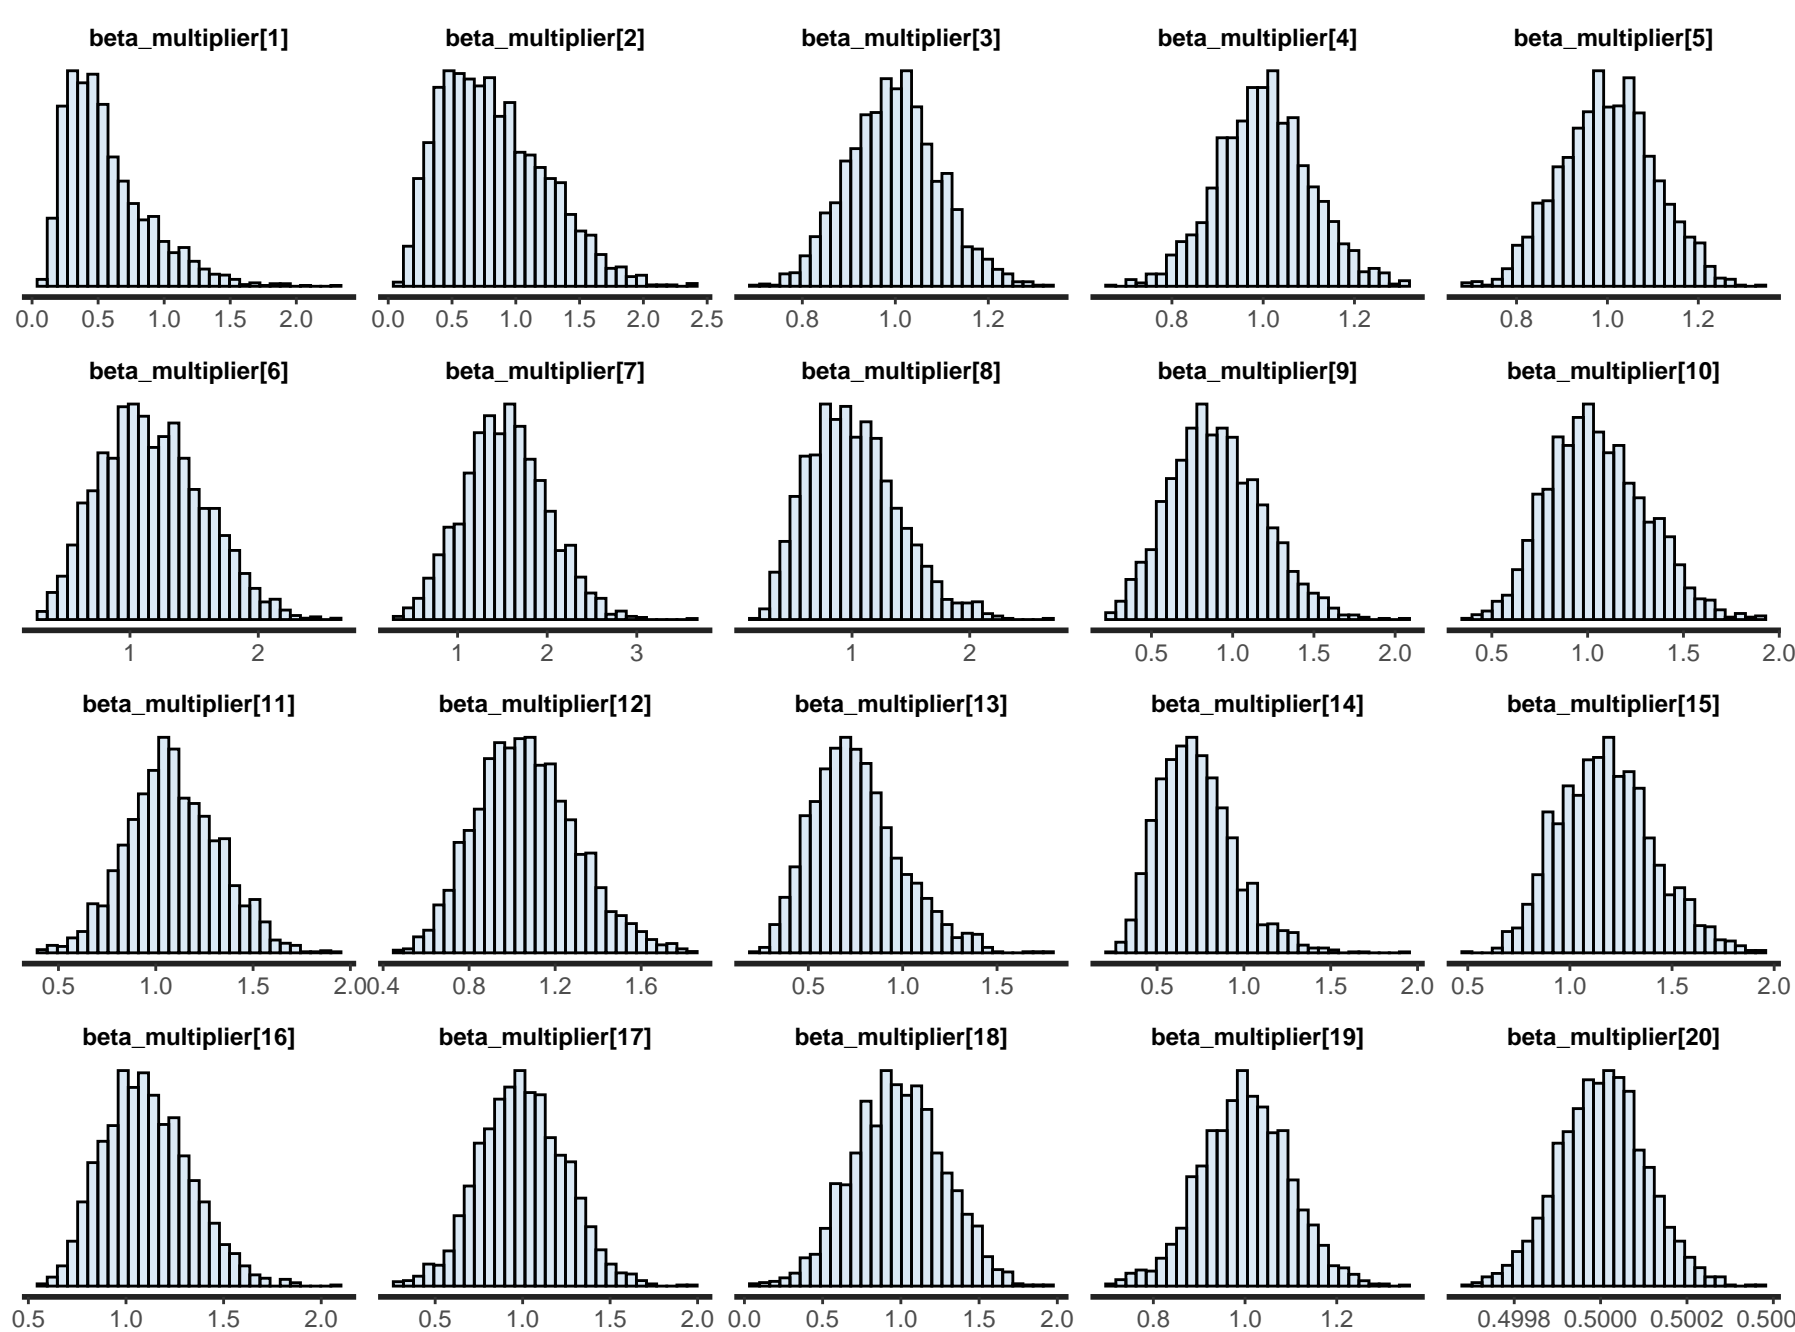 beta_multiplier[1] beta_multiplier[2] beta_multiplier[3] beta_multiplier[4] beta_multiplier[5]
0.0 0.5 1.0 1.5 2.0 0.0 0.5 1.0 1.5 2.0 2.5 0.8 1.0 1.2 0.8 1.0 1.2 0.8 1.0 1.2
beta_multiplier[6] beta_multiplier[7] beta_multiplier[8] beta_multiplier[9] beta_multiplier[10]
1 2 1 2 3 1 2 0.5 1.0 1.5 2.0 0.5 1.0 1.5 2.0
beta_multiplier[11] beta_multiplier[12] beta_multiplier[13] beta_multiplier[14] beta_multiplier[15]
0.5 1.0 1.5 2.0 0.4 0.8 1.2 1.6 0.5 1.0 1.5 0.5 1.0 1.5 2.0 0.5 1.0 1.5 2.0
beta_multiplier[16] beta_multiplier[17] beta_multiplier[18] beta_multiplier[19] beta_multiplier[20]
0.5 1.0 1.5 2.0 0.5 1.0 1.5 2.0 0.0 0.5 1.0 1.5 2.0 0.8 1.0 1.2 0.4998 0.5000 0.5002 0.500